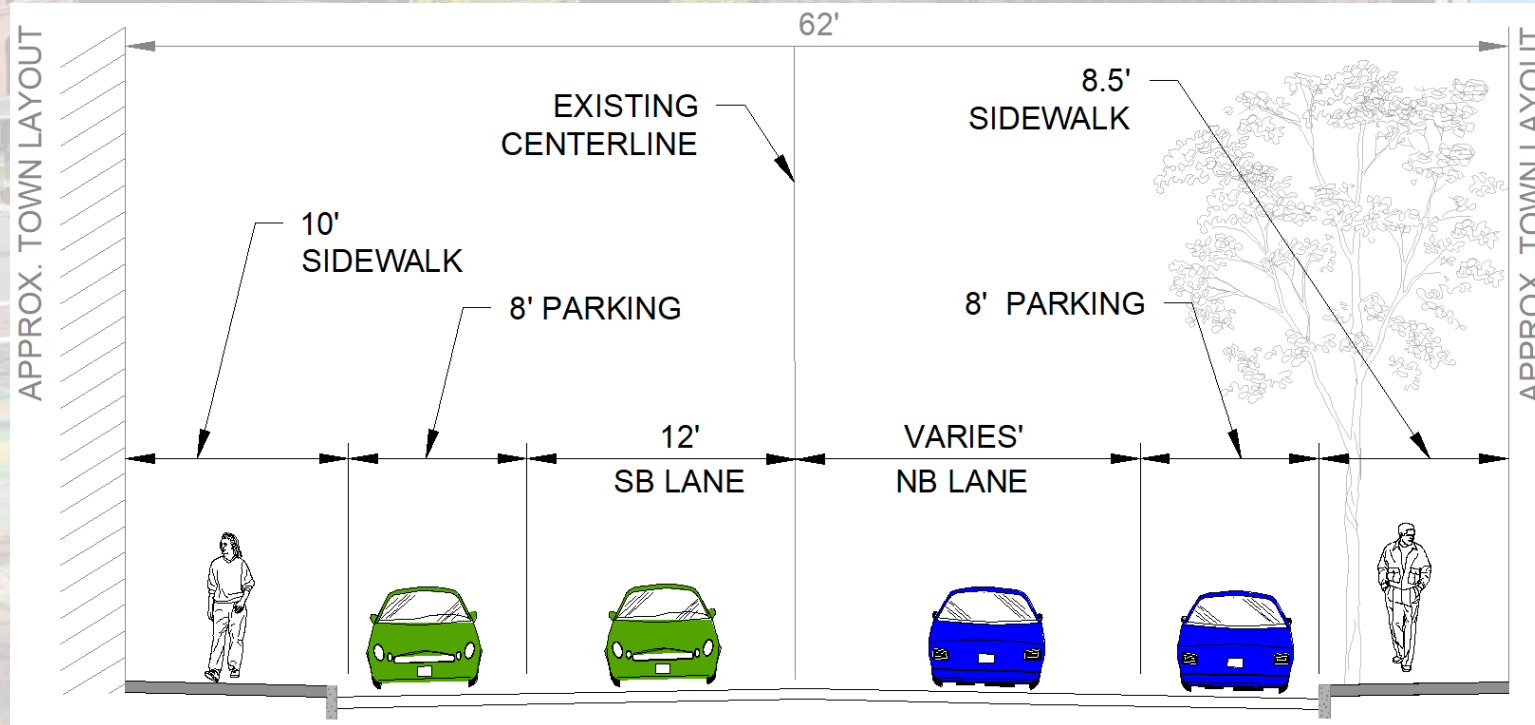 62'
APPROX. TOWN LAYOUT
EXISTING
CENTERLINE
8.5'
SIDEWALK
APPROX. TOWN LAYOUT
10'
SIDEWALK
8' PARKING
8' PARKING
12'
SB LANE
VARIES'
NB LANE